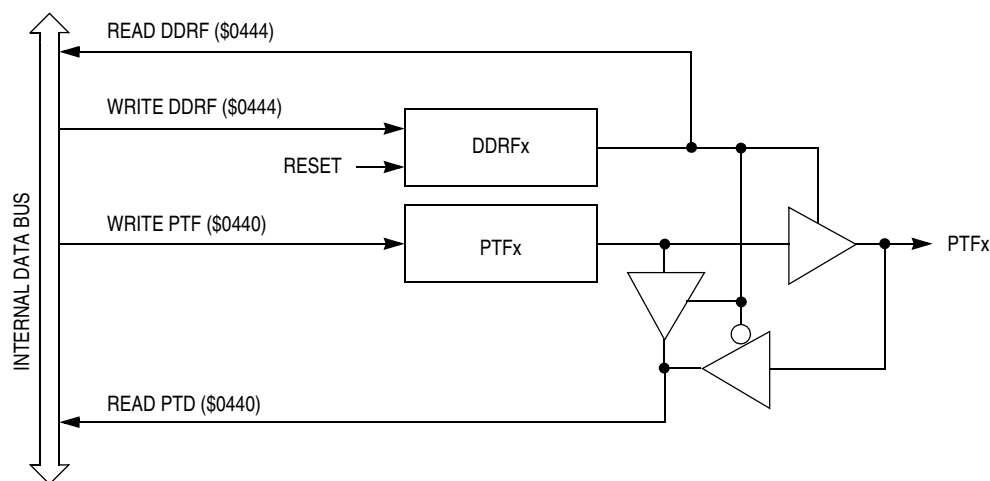 READ DDRF ($0444)
WRITE DDRF ($0444)
DDRFx
RESET
WRITE PTF ($0440)
PTFx
PTFx
INTERNAL DATA BUS
READ PTD ($0440)